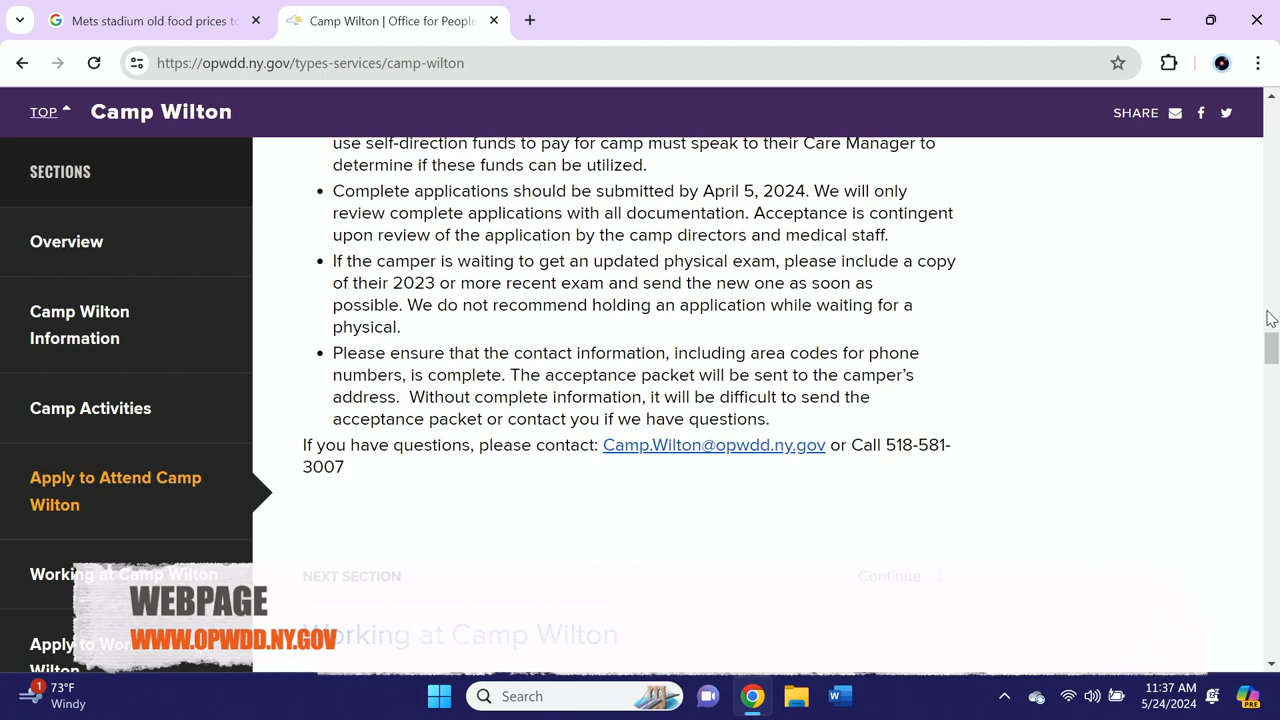 Mets stadium old food prices to
Camp Wilton | Office for People
https://opwdd.ny.gov/types-services/camp-wilton
TOP
Camp Wilton
SHARE
SECTIONS
Overview
Camp Wilton
Information
Camp Activities
Apply to Attend Camp
Wilton
Working at Camp Wilton
Apply to Wor
Wilton
use self-direction funds to pay for camp must speak to their Care Manager to
determine if these funds can be utilized.
• Complete applications should be submitted by April 5, 2024. We will only
review complete applications with all documentation. Acceptance is contingent
upon review of the application by the camp directors and medical staff.
• If the camper is waiting to get an updated physical exam, please include a copy
of their 2023 or more recent exam and send the new one as soon as
possible. We do not recommend holding an application while waiting for a
physical.
• Please ensure that the contact information, including area codes for phone
numbers, is complete. The acceptance packet will be sent to the camper’s
address.  Without complete information, it will be difficult to send the
acceptance packet or contact you if we have questions.
If you have questions, please contact: Camp.Wilton@opwdd.ny.gov or Call 518-581-
3007
NEXT SECTION
Continue
Working at Camp Wilton
WEBPAGE
WWW.OPWDD.NY.GOV
1
73°F
Windy
Search
W
PRE
11:37 AM
5/24/2024